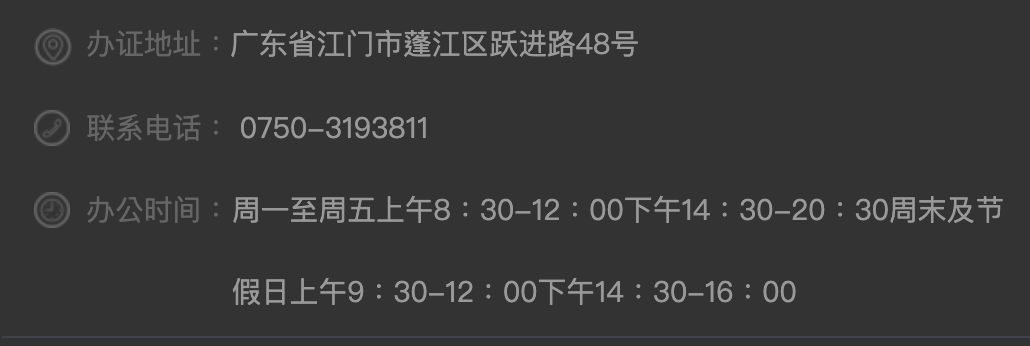 办证地址：广东省江门市蓬江区跃进路48号
联系电话： 0750-3193811
办公时间：周一至周五上午8：30-12：00下午14：30-20：30周末及节
假日上午9：30-12：00下午14：30-16：00